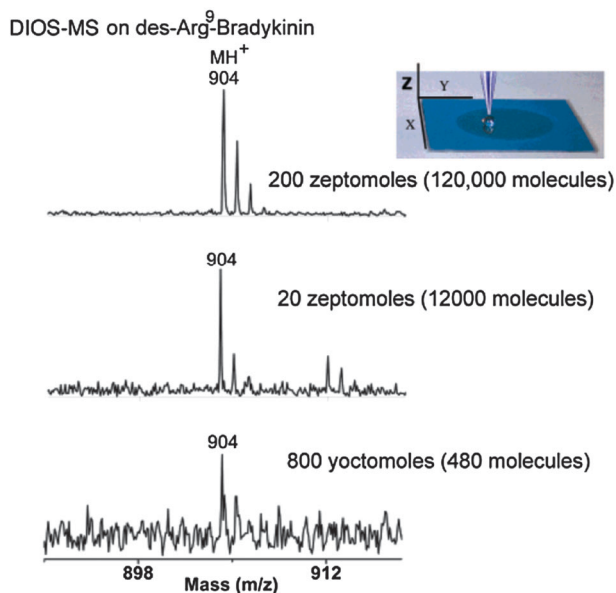 DIOS-MS on des-Arg⁹-Bradykinin
MH⁺
904
Z
Y
X
200 zeptomoles (120,000 molecules)
904
20 zeptomoles (12000 molecules)
904
800 yoctomoles (480 molecules)
898
912
Mass (m/z)